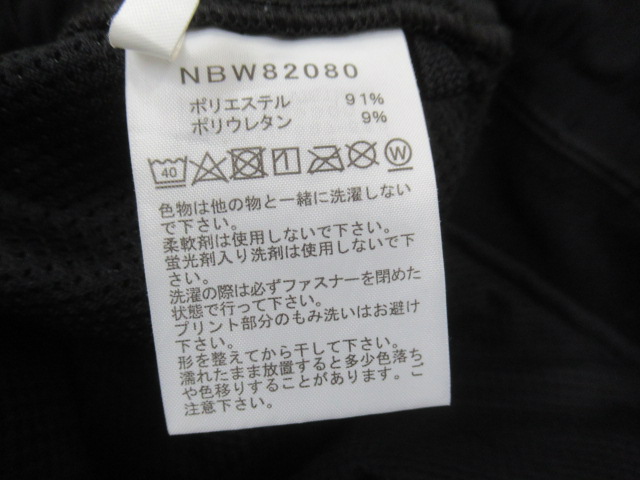 NBW82080
ポリエステル 91%
ポリウレタン 9%
40 W
色物は他の物と一緒に洗濯しない
で下さい。
柔軟剤は使用しないで下さい。
蛍光剤入り洗剤は使用しないで下
さい。
洗濯の際は必ずファスナーを閉めた
状態で行って下さい。
プリント部分のもみ洗いはお避け
下さい。
形を整えてから干して下さい。
濡れたまま放置すると多少色落ち
や色移りすることがあります。ご
注意下さい。